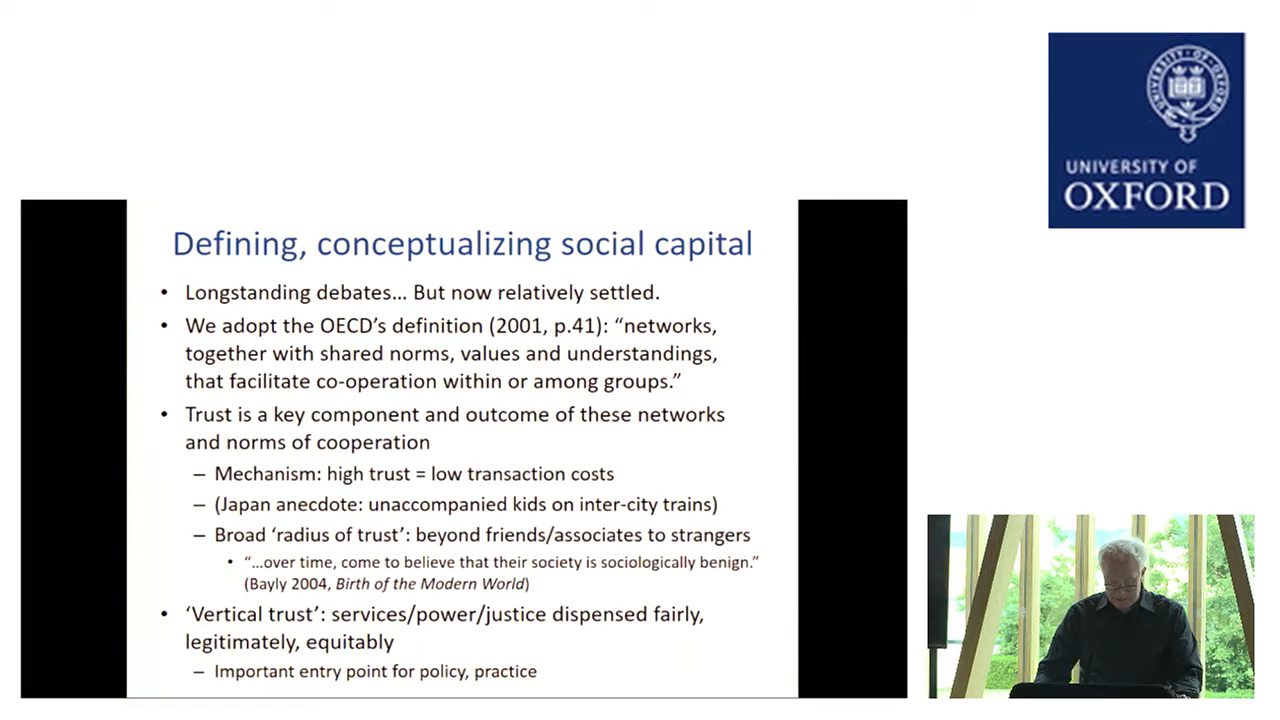 UNIVERSITY OF
OXFORD
Defining, conceptualizing social capital
• Longstanding debates... But now relatively settled.
• We adopt the OECD's definition (2001, p.41): “networks,
together with shared norms, values and understandings,
that facilitate co-operation within or among groups.”
• Trust is a key component and outcome of these networks
and norms of cooperation
– Mechanism: high trust = low transaction costs
– (Japan anecdote: unaccompanied kids on inter-city trains)
– Broad ‘radius of trust’: beyond friends/associates to strangers
• “...over time, come to believe that their society is sociologically benign.”
(Bayly 2004, Birth of the Modern World)
• ‘Vertical trust’: services/power/justice dispensed fairly,
legitimately, equitably
– Important entry point for policy, practice